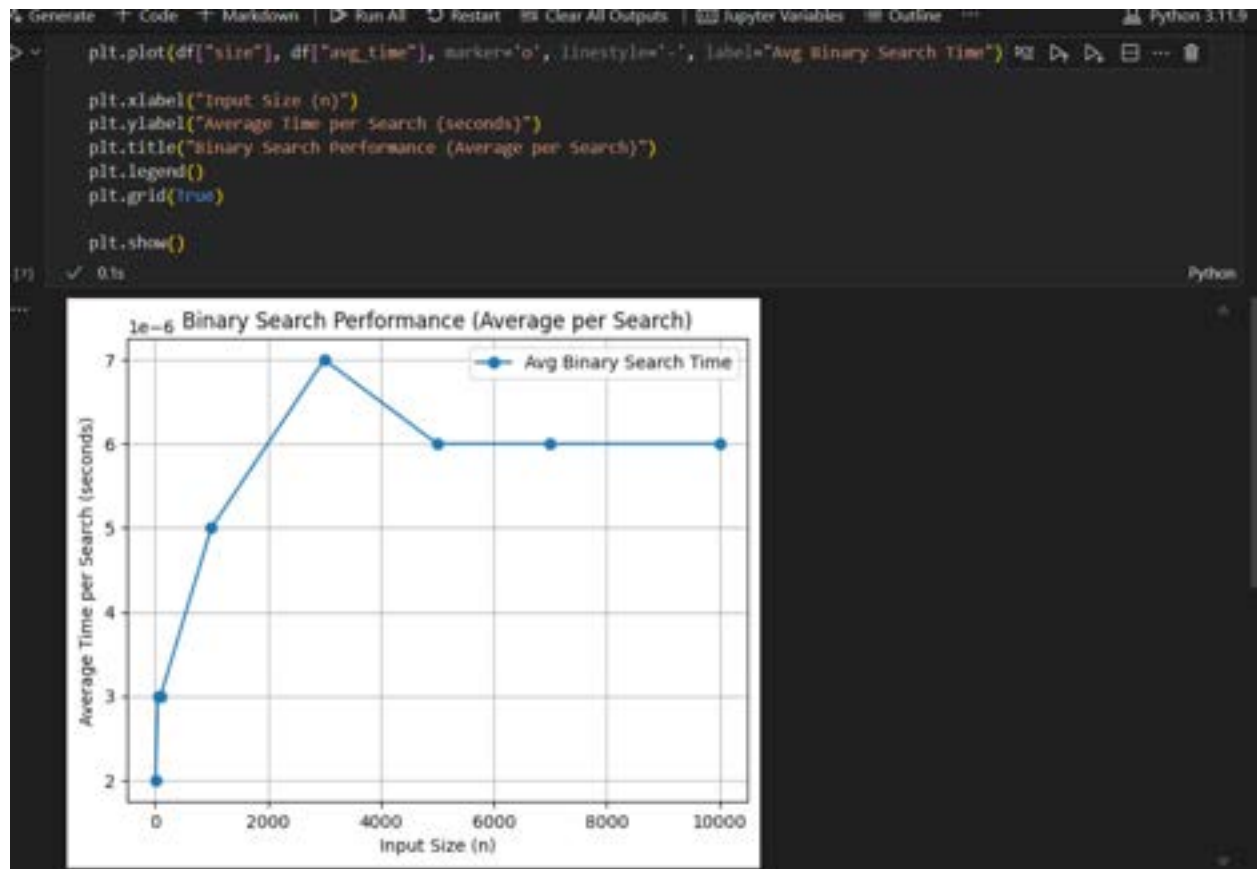 Generate + Code + Markdown | Run All Restart Clear All Outputs | Jupyter Variables Outline ... Python 3.11.9
plt.plot(df["size"], df["avg_time"], marker='o', linestyle='-', label="Avg Binary Search Time")
plt.xlabel("Input Size (n)")
plt.ylabel("Average Time per Search (seconds)")
plt.title("Binary Search Performance (Average per Search)")
plt.legend()
plt.grid(True)
plt.show()
[7] ✓ 0.1s
Python
1e−6 Binary Search Performance (Average per Search)
Avg Binary Search Time
7
6
5
4
3
2
Average Time per Search (seconds)
0 2000 4000 6000 8000 10000
Input Size (n)